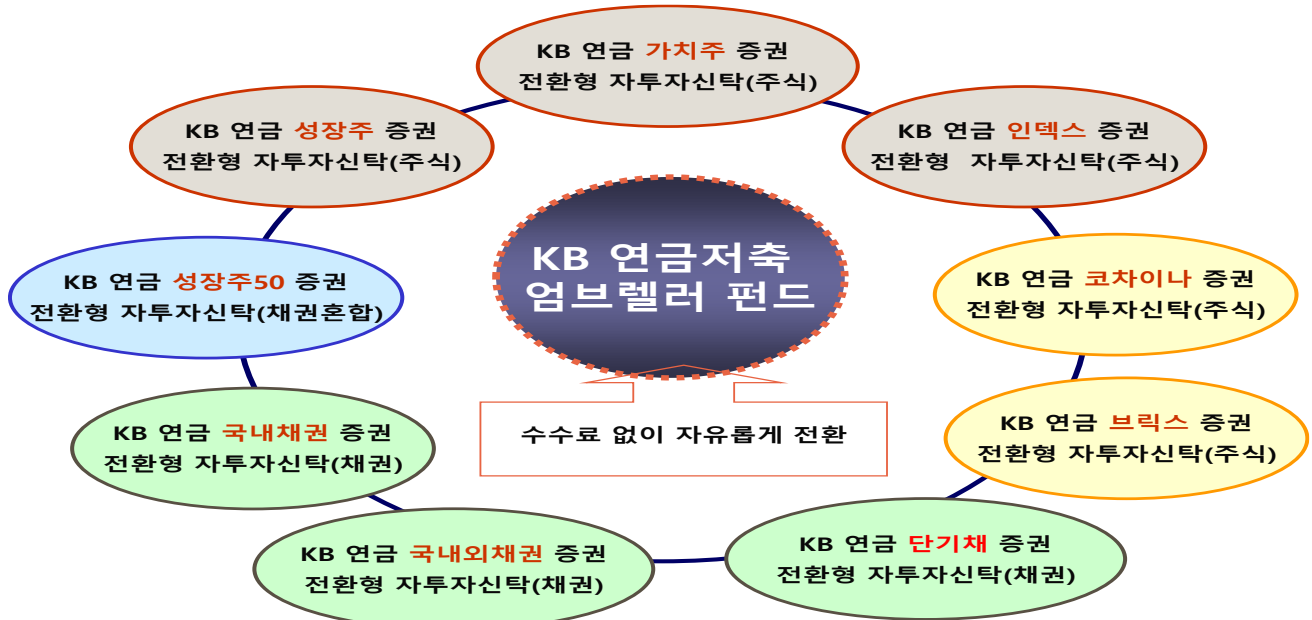 KB 연금 가치주 증권
전환형 자투자신탁(주식)
KB 연금 성장주 증권
전환형 자투자신탁(주식)
KB 연금 인덱스 증권
전환형 자투자신탁(주식)
KB 연금저축
엄브렐러 펀드
KB 연금 성장주50 증권
전환형 자투자신탁(채권혼합)
KB 연금 코차이나 증권
전환형 자투자신탁(주식)
수수료 없이 자유롭게 전환
KB 연금 국내채권 증권
전환형 자투자신탁(채권)
KB 연금 브릭스 증권
전환형 자투자신탁(주식)
KB 연금 국내외채권 증권
전환형 자투자신탁(채권)
KB 연금 단기채 증권
전환형 자투자신탁(채권)